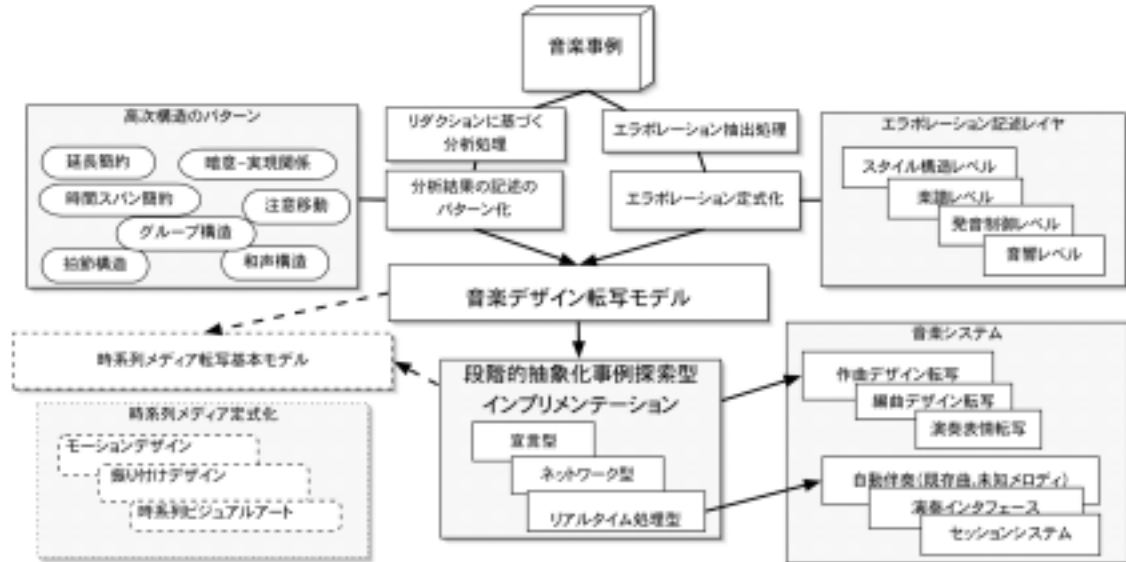 音楽事例
高次構造のパターン
延長簡約
暗意-実現関係
時間スパン簡約
注意移動
グループ構造
拍節構造
和声構造
リダクションに基づく
分析処理
分析結果の記述の
パターン化
エラボレーション抽出処理
エラボレーション定式化
エラボレーション記述レイヤ
スタイル構造レベル
楽譜レベル
発音制御レベル
音響レベル
音楽デザイン転写モデル
時系列メディア転写基本モデル
時系列メディア定式化
モーションデザイン
振り付けデザイン
時系列ビジュアルアート
段階的抽象化事例探索型
インプリメンテーション
宣言型
ネットワーク型
リアルタイム処理型
音楽システム
作曲デザイン転写
編曲デザイン転写
演奏表情転写
自動伴奏(既存曲,未知メロディ)
演奏インタフェース
セッションシステム